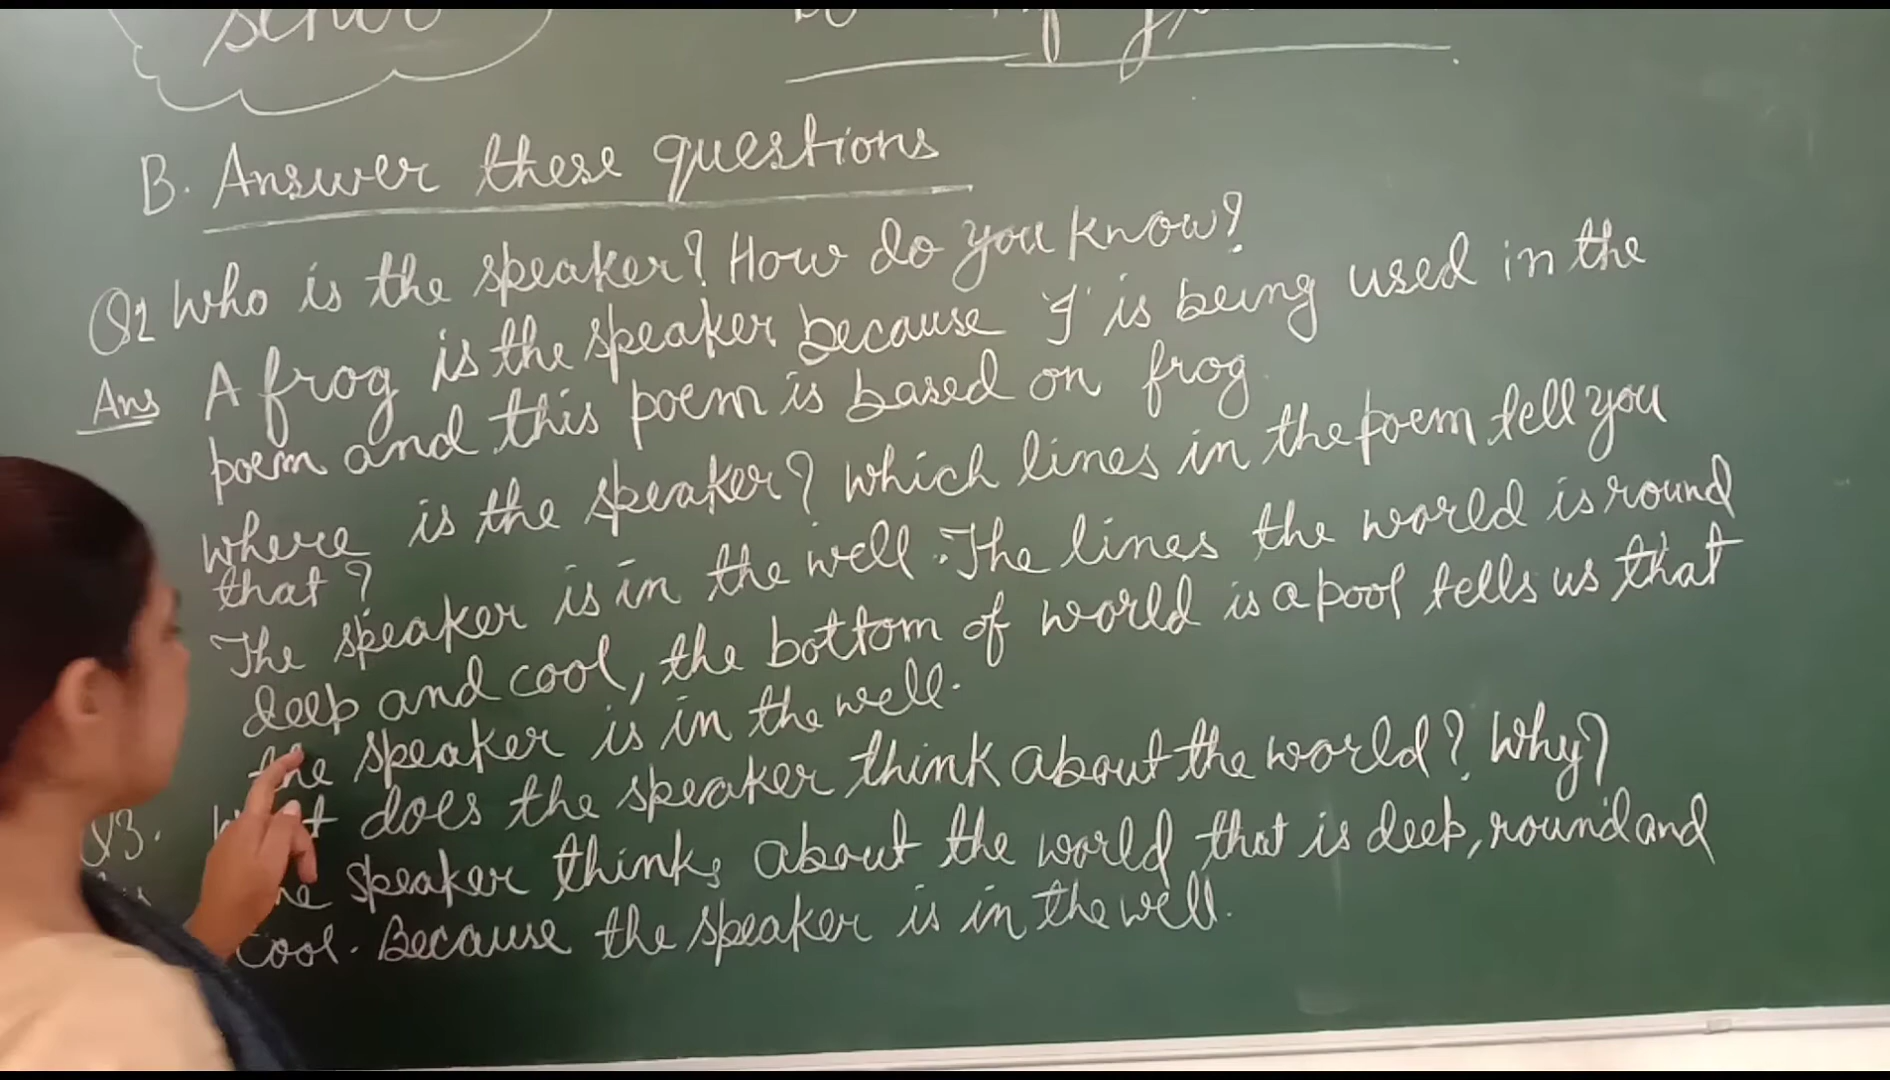 B. Answer these questions
Q2 Who is the speaker? How do you know?
Ans A frog is the speaker because 'I' is being used in the
poem and this poem is based on frog.
where is the speaker? Which lines in the poem tell you
that?
The speaker is in the well. The lines the world is round
deep and cool, the bottom of world is a pool tells us that
the speaker is in the well.
Q3. does the speaker think about the world? Why?
speaker thinks about the world that is deep, round and
cool. Because the speaker is in the well.